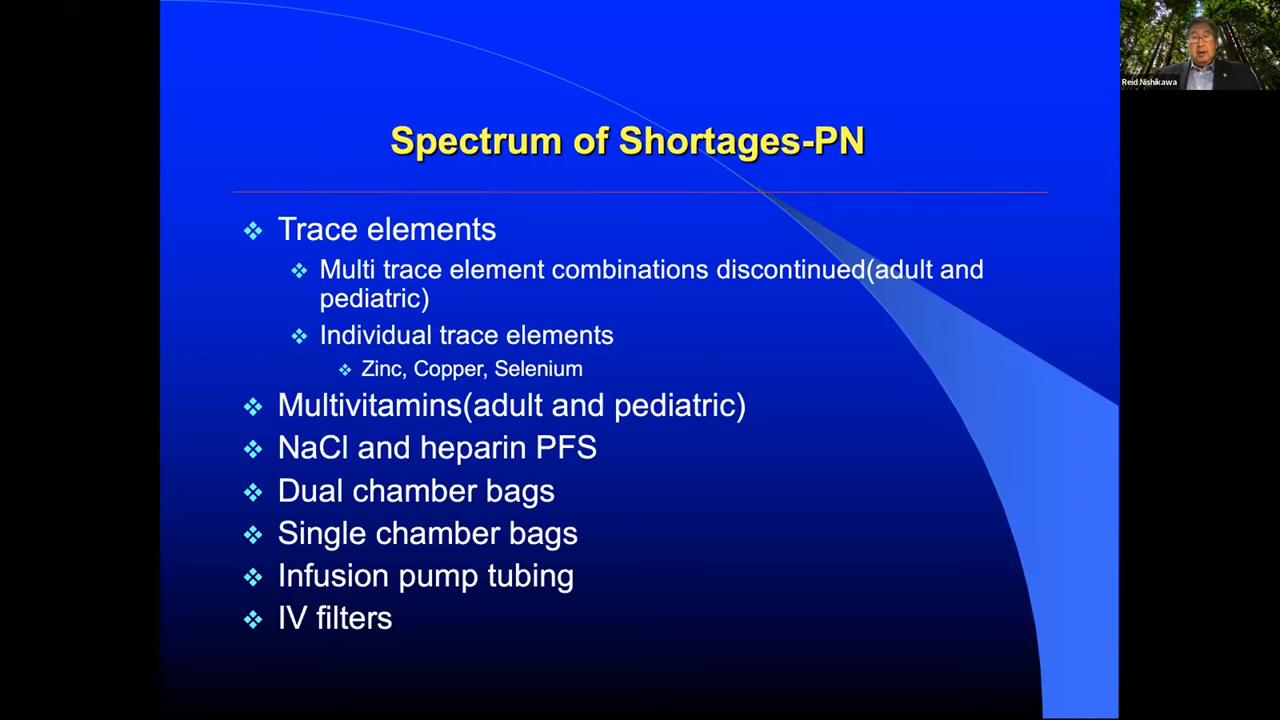 Reid Nishikawa
Spectrum of Shortages-PN
Trace elements
Multi trace element combinations discontinued(adult and
pediatric)
Individual trace elements
Zinc, Copper, Selenium
Multivitamins(adult and pediatric)
NaCl and heparin PFS
Dual chamber bags
Single chamber bags
Infusion pump tubing
IV filters